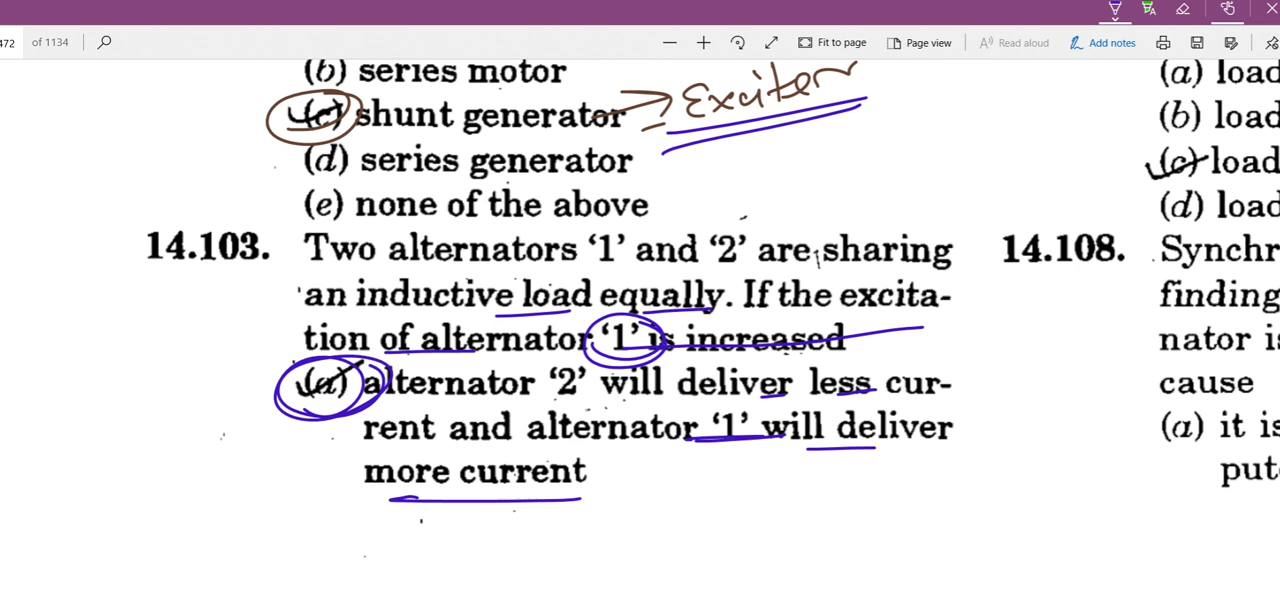 472 of 1134
Fit to page
Page view
Read aloud
Add notes
(b) series motor
(c) shunt generator → Exciter
(d) series generator
(e) none of the above
14.103. Two alternators ‘1’ and ‘2’ are sharing
an inductive load equally. If the excita-
tion of alternator ‘1’ is increased
(a) alternator ‘2’ will deliver less cur-
rent and alternator ‘1’ will deliver
more current
(a) load
(b) load
(c) load
(d) load
14.108. Synchr
finding
nator is
cause
(a) it is
put